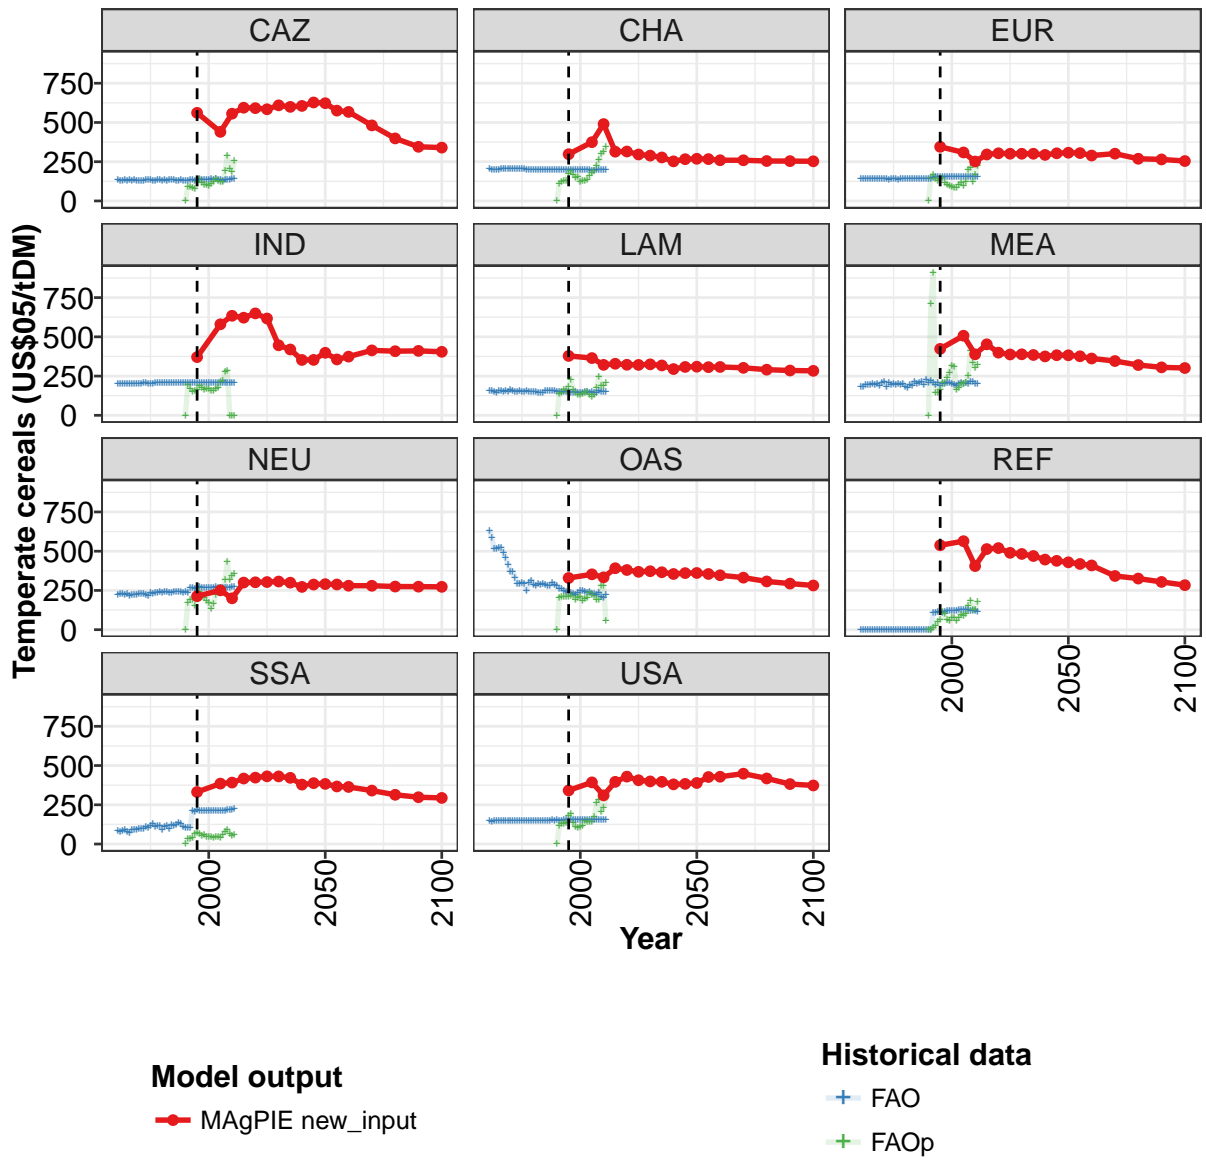 CAZ CHA EUR
750
500
250
0
IND LAM MEA
750
500
250
0
NEU OAS REF
750
500
250
0
2000 2050 2100
SSA USA
750
500
250
0
2000 2050 2100 2000 2050 2100
Temperate cereals (US$05/tDM)
Year
Model output
MAgPIE new_input
Historical data
FAO
FAOp